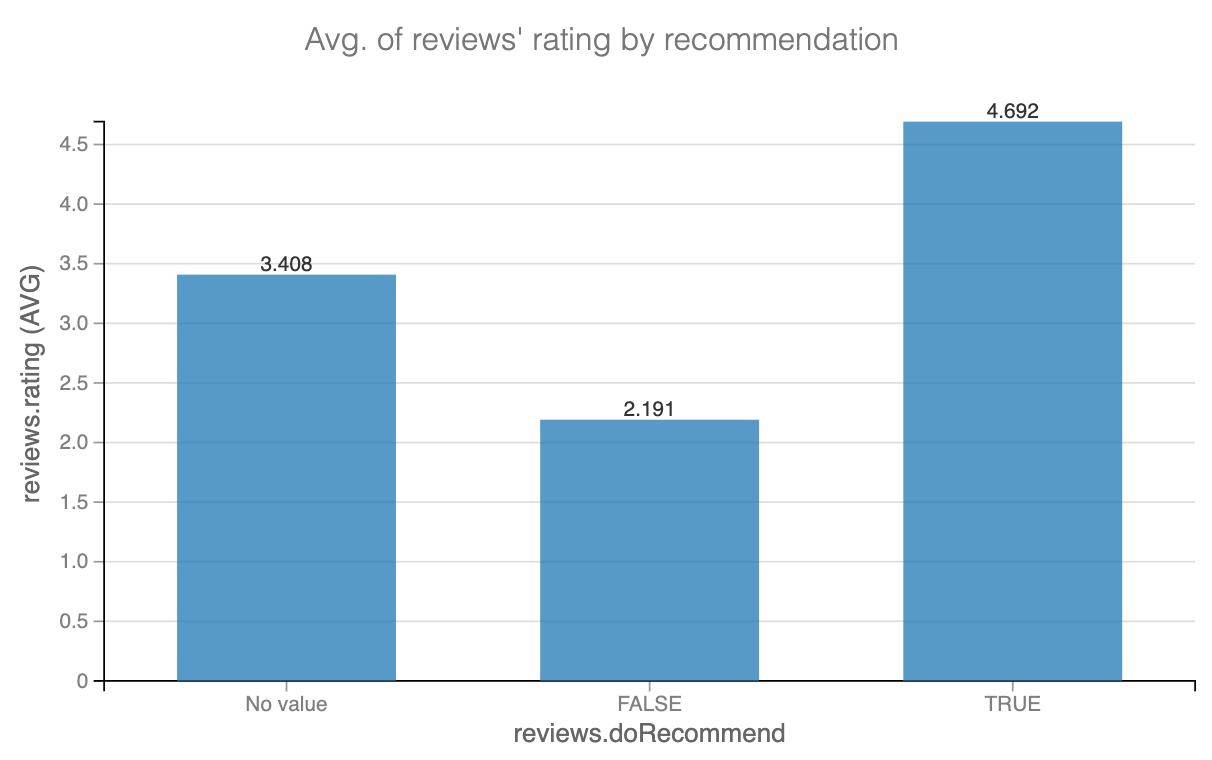 Avg. of reviews' rating by recommendation
reviews.rating (AVG)
4.5
4.0
3.5
3.0
2.5
2.0
1.5
1.0
0.5
0
3.408
2.191
4.692
No value
FALSE
TRUE
reviews.doRecommend